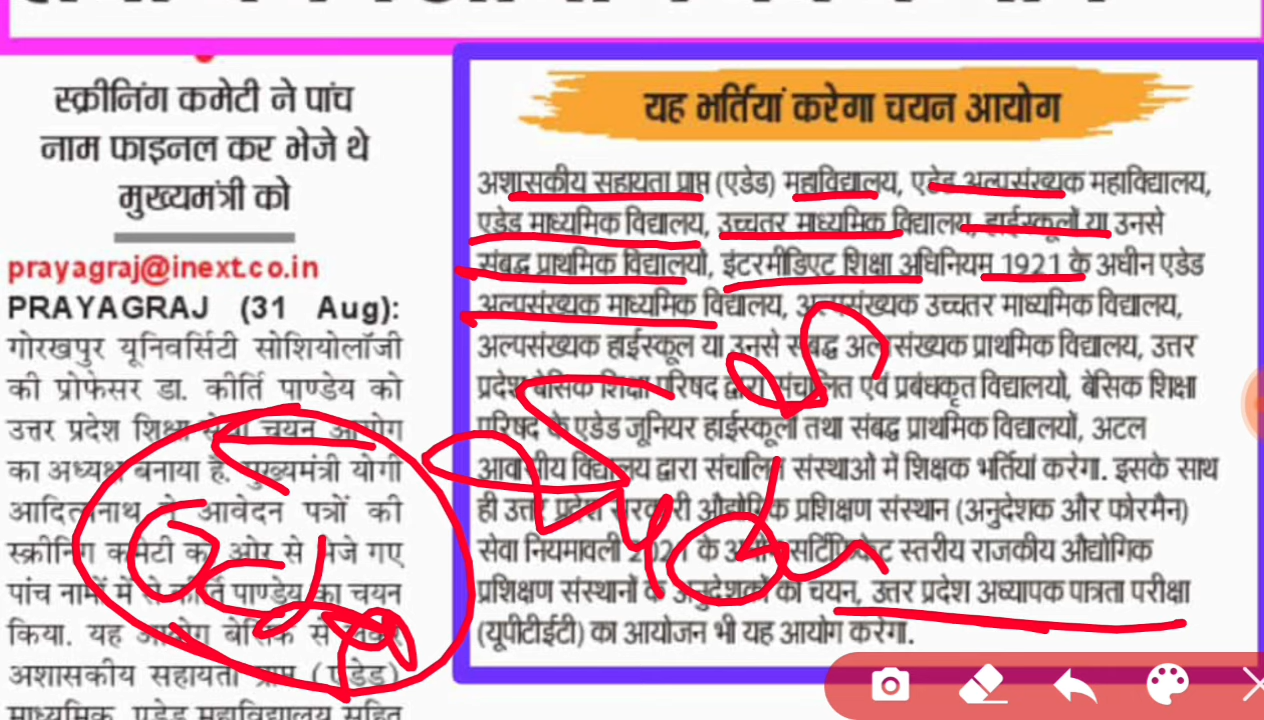 स्क्रीनिंग कमेटी ने पांच
नाम फाइनल कर भेजे थे
मुख्यमंत्री को
prayagraj@inext.co.in
PRAYAGRAJ (31 Aug):
गोरखपुर यूनिवर्सिटी सोशियोलॉजी
की प्रोफेसर डा. कीर्ति पाण्डेय को
उत्तर प्रदेश शिक्षा सेवा चयन आयोग
का अध्यक्ष बनाया है. मुख्यमंत्री योगी
आदित्यनाथ ने आवेदन पत्रों की
स्क्रीनिंग कमेटी की ओर से भेजे गए
पांच नामों में से कीर्ति पाण्डेय का चयन
किया. यह आयोग बेसिक से लेकर
अशासकीय सहायता प्राप्त (एडेड)
माध्यमिक, एडेड महाविद्यालय सहित
यह भर्तियां करेगा चयन आयोग
अशासकीय सहायता प्राप्त (एडेड) महाविद्यालय, एडेड अल्पसंख्यक महाविद्यालय,
एडेड माध्यमिक विद्यालय, उच्चतर माध्यमिक विद्यालय, हाईस्कूलों या उनसे
संबद्ध प्राथमिक विद्यालयों, इंटरमीडिएट शिक्षा अधिनियम 1921 के अधीन एडेड
अल्पसंख्यक माध्यमिक विद्यालय, अल्पसंख्यक उच्चतर माध्यमिक विद्यालय,
अल्पसंख्यक हाईस्कूल या उनसे संबद्ध अल्पसंख्यक प्राथमिक विद्यालय, उत्तर
प्रदेश बेसिक शिक्षा परिषद द्वारा संचालित एवं प्रबंधकृत विद्यालयों, बेसिक शिक्षा
परिषद के एडेड जूनियर हाईस्कूलों तथा संबद्ध प्राथमिक विद्यालयों, अटल
आवासीय विद्यालय द्वारा संचालित संस्थाओं में शिक्षक भर्तियां करेगा. इसके साथ
ही उत्तर प्रदेश सरकारी औद्योगिक प्रशिक्षण संस्थान (अनुदेशक और फोरमैन)
सेवा नियमावली 2021 के अधीन सर्टिफिकेट स्तरीय राजकीय औद्योगिक
प्रशिक्षण संस्थानों के अनुदेशकों का चयन, उत्तर प्रदेश अध्यापक पात्रता परीक्षा
(यूपीटीईटी) का आयोजन भी यह आयोग करेगा.